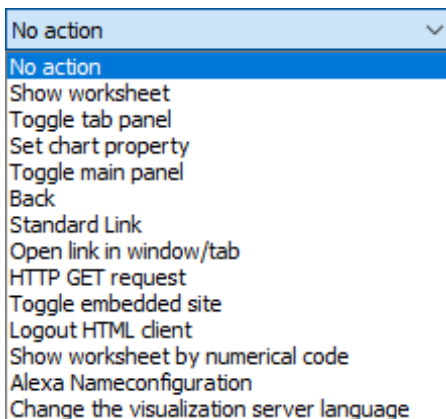 No action
No action
Show worksheet
Toggle tab panel
Set chart property
Toggle main panel
Back
Standard Link
Open link in window/tab
HTTP GET request
Toggle embedded site
Logout HTML client
Show worksheet by numerical code
Alexa Nameconfiguration
Change the visualization server language